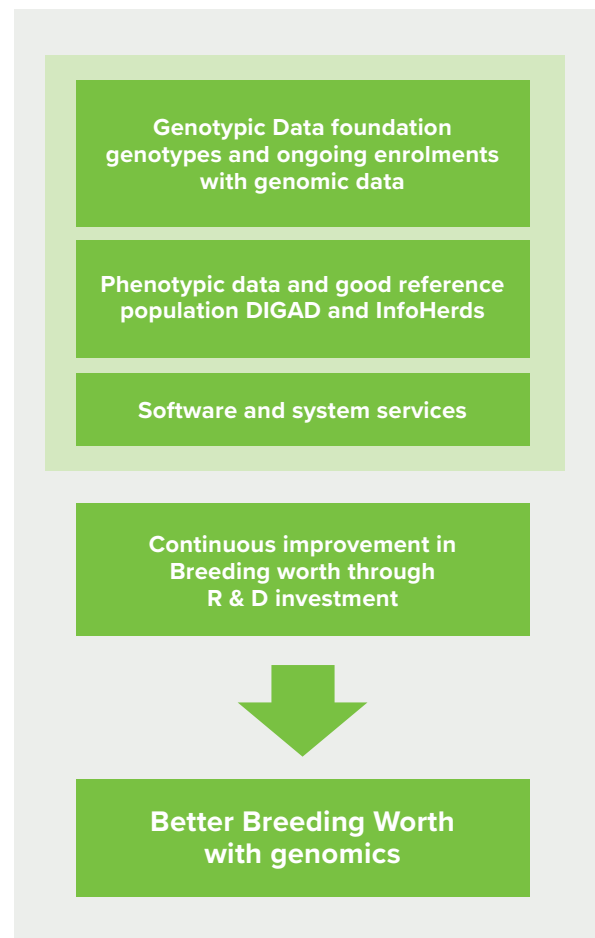 Genotypic Data foundation
genotypes and ongoing enrolments
with genomic data
Phenotypic data and good reference
population DIGAD and InfoHerds
Software and system services
Continuous improvement in
Breeding worth through
R & D investment
Better Breeding Worth
with genomics